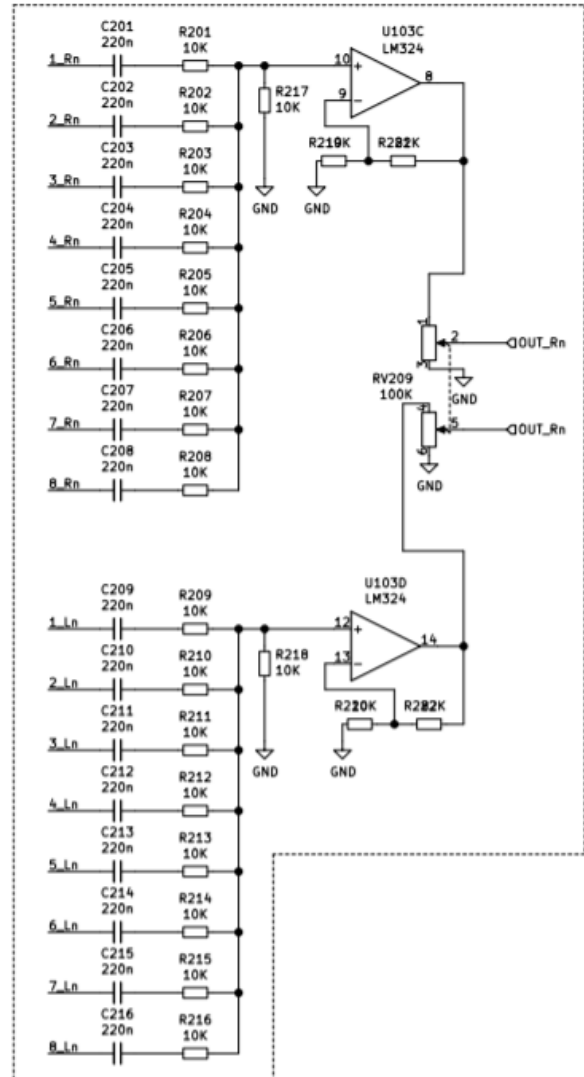 C201
220n
R201
10K
1_Rn
C202
220n
R202
10K
2_Rn
C203
220n
R203
10K
3_Rn
C204
220n
R204
10K
4_Rn
C205
220n
R205
10K
5_Rn
C206
220n
R206
10K
6_Rn
C207
220n
R207
10K
7_Rn
C208
220n
R208
10K
8_Rn
R217
10K
GND
U103C
LM324
10
+
9
-
8
GND
1
2
3
OUT_Rn
GND
RV209
100K
4
5
6
OUT_Rn
GND
C209
220n
R209
10K
1_Ln
C210
220n
R210
10K
2_Ln
C211
220n
R211
10K
3_Ln
C212
220n
R212
10K
4_Ln
C213
220n
R213
10K
5_Ln
C214
220n
R214
10K
6_Ln
C215
220n
R215
10K
7_Ln
C216
220n
R216
10K
8_Ln
R218
10K
GND
U103D
LM324
12
+
13
-
14
GND